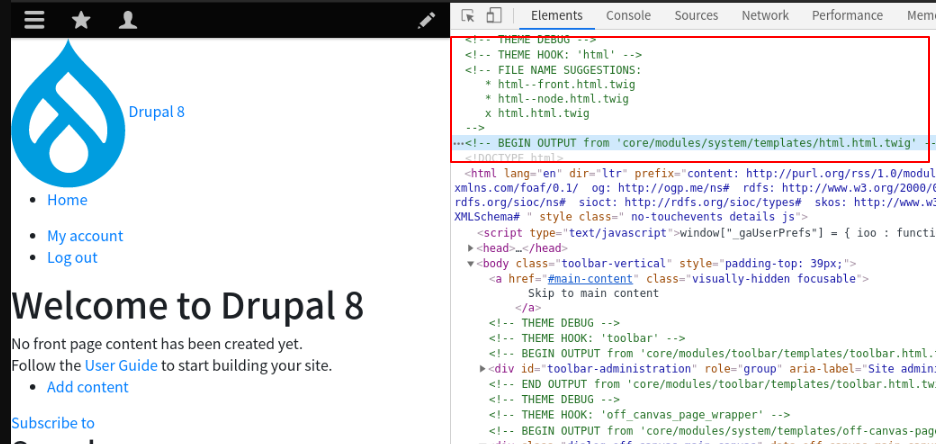 Drupal 8
Home
My account
Log out
Welcome to Drupal 8
No front page content has been created yet.
Follow the User Guide to start building your site.
Add content
Subscribe to
Elements Console Sources Network Performance
<!-- THEME DEBUG -->
<!-- THEME HOOK: 'html' -->
<!-- FILE NAME SUGGESTIONS:
* html--front.html.twig
* html--node.html.twig
x html.html.twig
-->
<!-- BEGIN OUTPUT from 'core/modules/system/templates/html.html.twig' --
<!DOCTYPE html>
<html lang="en" dir="ltr" prefix="content: http://purl.org/rss/1.0/modul
xmlns.com/foaf/0.1/ og: http://ogp.me/ns# rdfs: http://www.w3.org/2000/0
rdfs.org/sioc/ns# sioct: http://rdfs.org/sioc/types# skos: http://www.w3
XMLSchema# " style class=" no-touchevents details js">
<script type="text/javascript">window["_gaUserPrefs"] = { ioo : functi
<head>…</head>
<body class="toolbar-vertical" style="padding-top: 39px;">
<a href="#main-content" class="visually-hidden focusable">
Skip to main content
</a>
<!-- THEME DEBUG -->
<!-- THEME HOOK: 'toolbar' -->
<!-- BEGIN OUTPUT from 'core/modules/toolbar/templates/toolbar.html.t
<div id="toolbar-administration" role="group" aria-label="Site admini
<!-- END OUTPUT from 'core/modules/toolbar/templates/toolbar.html.twi
<!-- THEME DEBUG -->
<!-- THEME HOOK: 'off_canvas_page_wrapper' -->
<!-- BEGIN OUTPUT from 'core/modules/system/templates/off-canvas-page